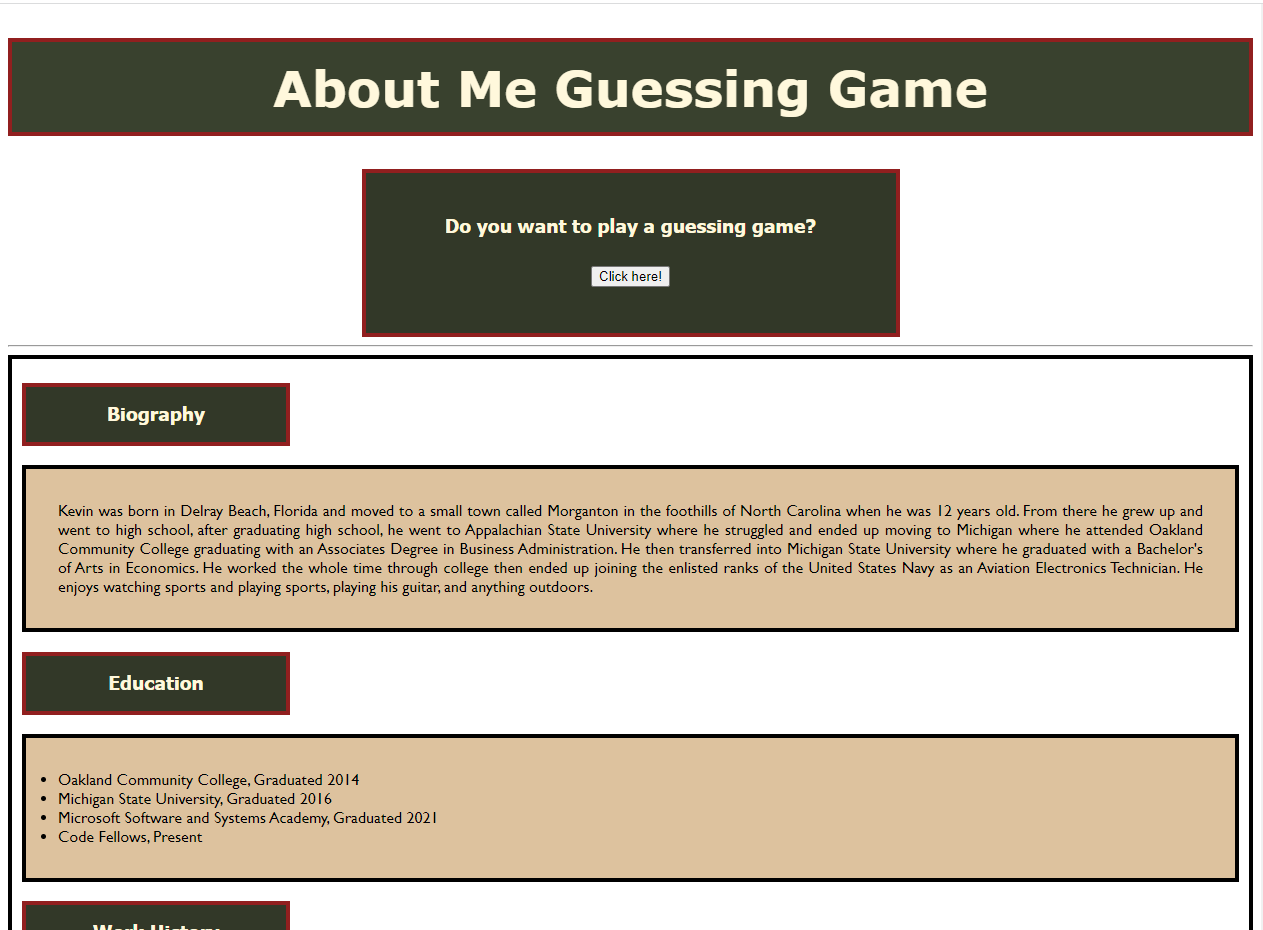 About Me Guessing Game
Do you want to play a guessing game?
Click here!
Biography
Kevin was born in Delray Beach, Florida and moved to a small town called Morganton in the foothills of North Carolina when he was 12 years old. From there he grew up and
went to high school, after graduating high school, he went to Appalachian State University where he struggled and ended up moving to Michigan where he attended Oakland
Community College graduating with an Associates Degree in Business Administration. He then transferred into Michigan State University where he graduated with a Bachelor's
of Arts in Economics. He worked the whole time through college then ended up joining the enlisted ranks of the United States Navy as an Aviation Electronics Technician. He
enjoys watching sports and playing sports, playing his guitar, and anything outdoors.
Education
Oakland Community College, Graduated 2014
Michigan State University, Graduated 2016
Microsoft Software and Systems Academy, Graduated 2021
Code Fellows, Present
Work History